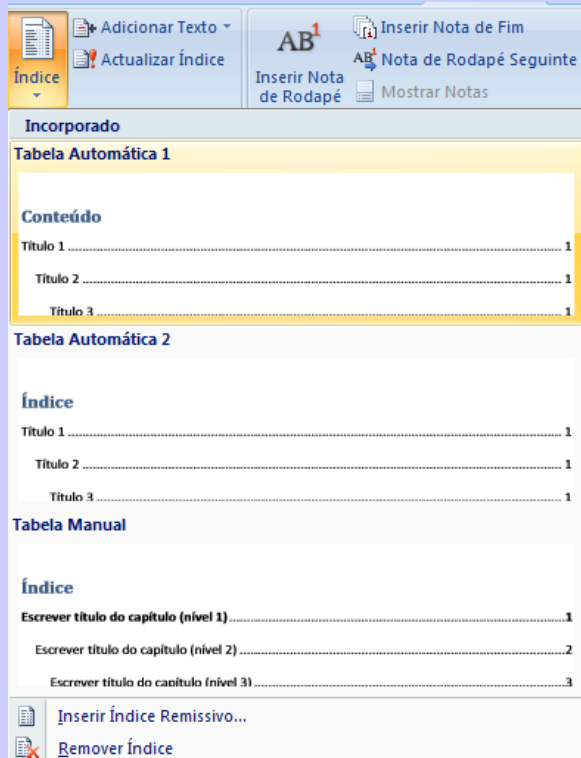 Índice
Adicionar Texto
Actualizar Índice
AB1
Inserir Nota
de Rodapé
Inserir Nota de Fim
AB1 Nota de Rodapé Seguinte
Mostrar Notas
Incorporado
Tabela Automática 1
Conteúdo
Título 1 ........ 1
Título 2 ........ 1
Título 3 ........ 1
Tabela Automática 2
Índice
Título 1 ........ 1
Título 2 ........ 1
Título 3 ........ 1
Tabela Manual
Índice
Escrever título do capítulo (nível 1) ........ 1
Escrever título do capítulo (nível 2) ........ 2
Escrever título do capítulo (nível 3) ........ 3
Inserir Índice Remissivo...
Remover Índice